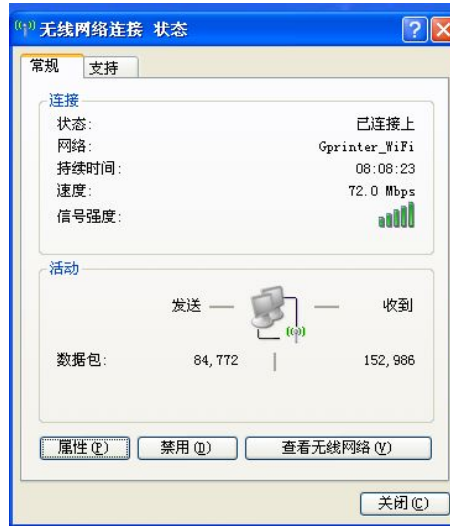 无线网络连接 状态
常规 支持
连接
状态: 已连接上
网络: Gprinter_WiFi
持续时间: 08:08:23
速度: 72.0 Mbps
信号强度:
活动
发送 — — 收到
数据包: 84,772 | 152,986
属性(P) 禁用(D) 查看无线网络(V)
关闭(C)